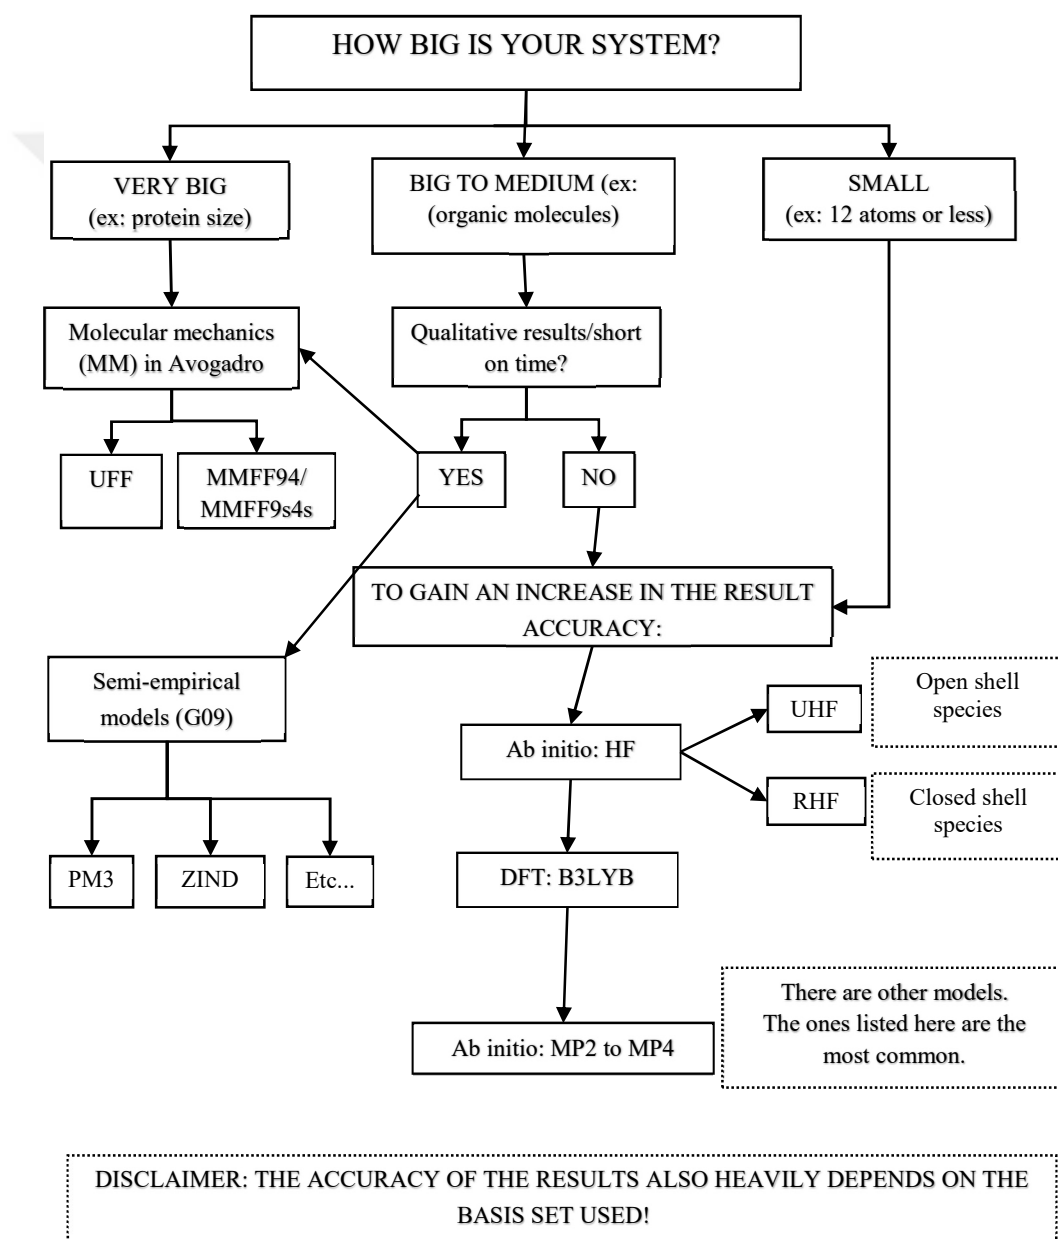 HOW BIG IS YOUR SYSTEM?
VERY BIG
(ex: protein size)
BIG TO MEDIUM (ex:
(organic molecules)
SMALL
(ex: 12 atoms or less)
Molecular mechanics
(MM) in Avogadro
Qualitative results/short
on time?
UFF
MMFF94/
MMFF9s4s
YES
NO
TO GAIN AN INCREASE IN THE RESULT
ACCURACY:
Semi-empirical
models (G09)
Ab initio: HF
UHF
Open shell
species
RHF
Closed shell
species
PM3
ZIND
Etc...
DFT: B3LYB
Ab initio: MP2 to MP4
There are other models.
The ones listed here are the
most common.
DISCLAIMER: THE ACCURACY OF THE RESULTS ALSO HEAVILY DEPENDS ON THE
BASIS SET USED!